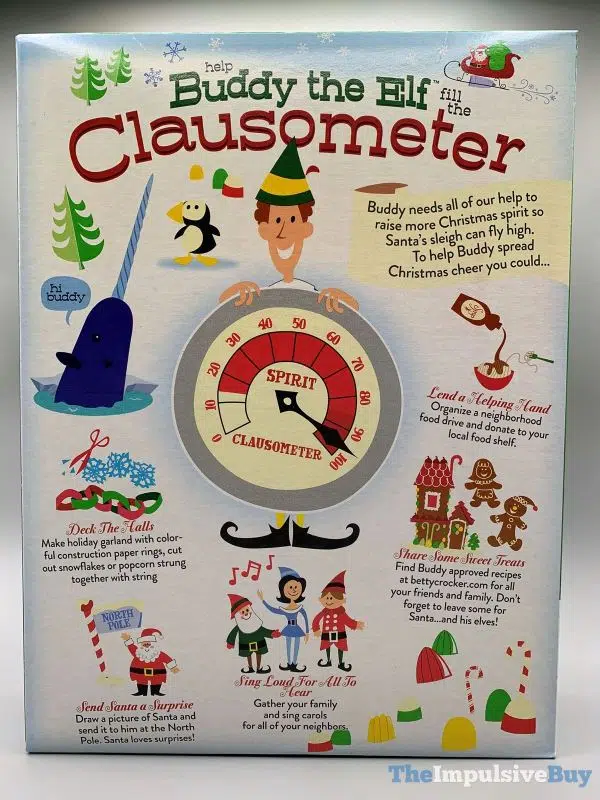 help
Buddy the Elf™
fill
the
Clausometer
Buddy needs all of our help to
raise more Christmas spirit so
Santa's sleigh can fly high.
To help Buddy spread
Christmas cheer you could...
hi
buddy
0 10 20 30 40 50 60 70 80 90 100
SPIRIT
CLAUSOMETER
Lend a Helping Hand
Organize a neighborhood
food drive and donate to your
local food shelf.
Deck The Halls
Make holiday garland with color-
ful construction paper rings, cut
out snowflakes or popcorn strung
together with string
Share Some Sweet Treats
Find Buddy approved recipes
at bettycrocker.com for all
your friends and family. Don't
forget to leave some for
Santa...and his elves!
NORTH
POLE
Send Santa a Surprise
Draw a picture of Santa and
send it to him at the North
Pole. Santa loves surprises!
Sing Loud For All To
Hear
Gather your family
and sing carols
for all of your neighbors.
TheImpulsiveBuy